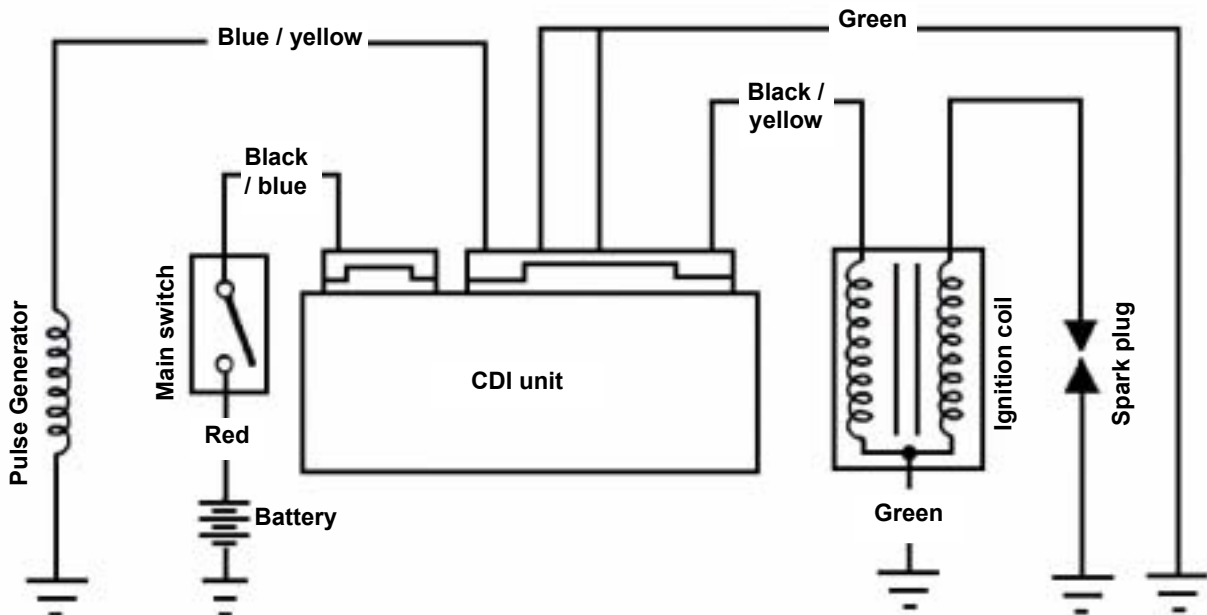 Green
Blue / yellow
Black /
yellow
Black
/ blue
Main switch
Pulse Generator
CDI unit
Ignition coil
Spark plug
Red
Battery
Green